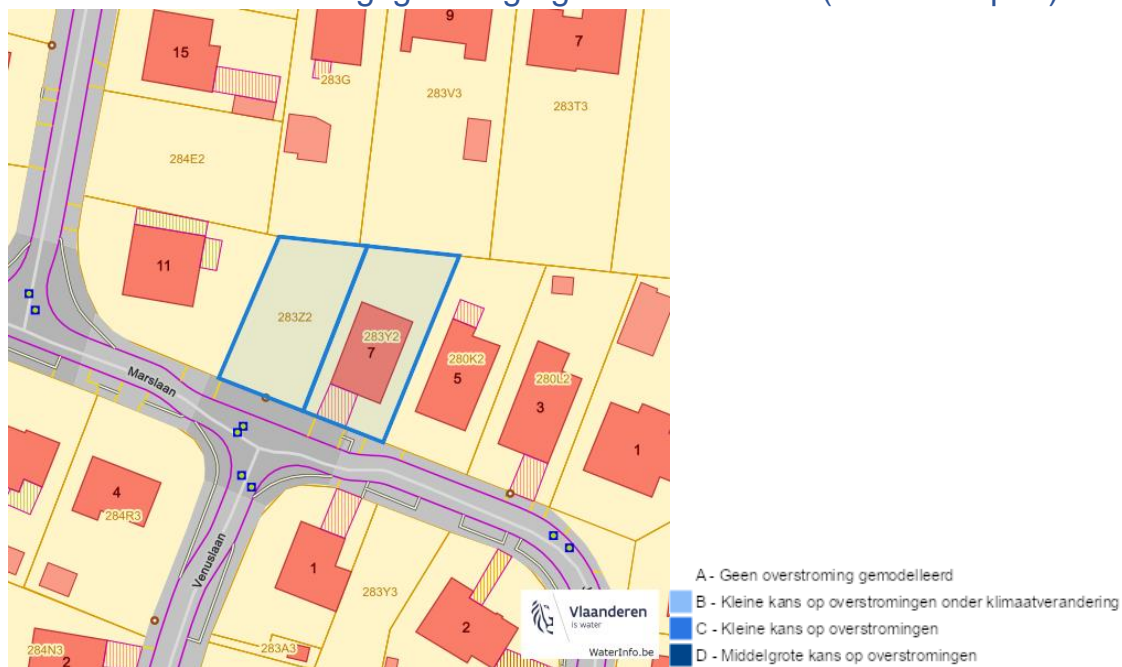 9
7
15
283G
283V3
283T3
284E2
11
283Z2
283Y2
7
280K2
5
280L2
3
1
Marslaan
4
284R3
Venuslaan
1
283Y3
2
Vlaanderen
is water
WaterInfo.be
284N3
2
283A3
A - Geen overstroming gemodelleerd
B - Kleine kans op overstromingen onder klimaatverandering
C - Kleine kans op overstromingen
D - Middelgrote kans op overstromingen